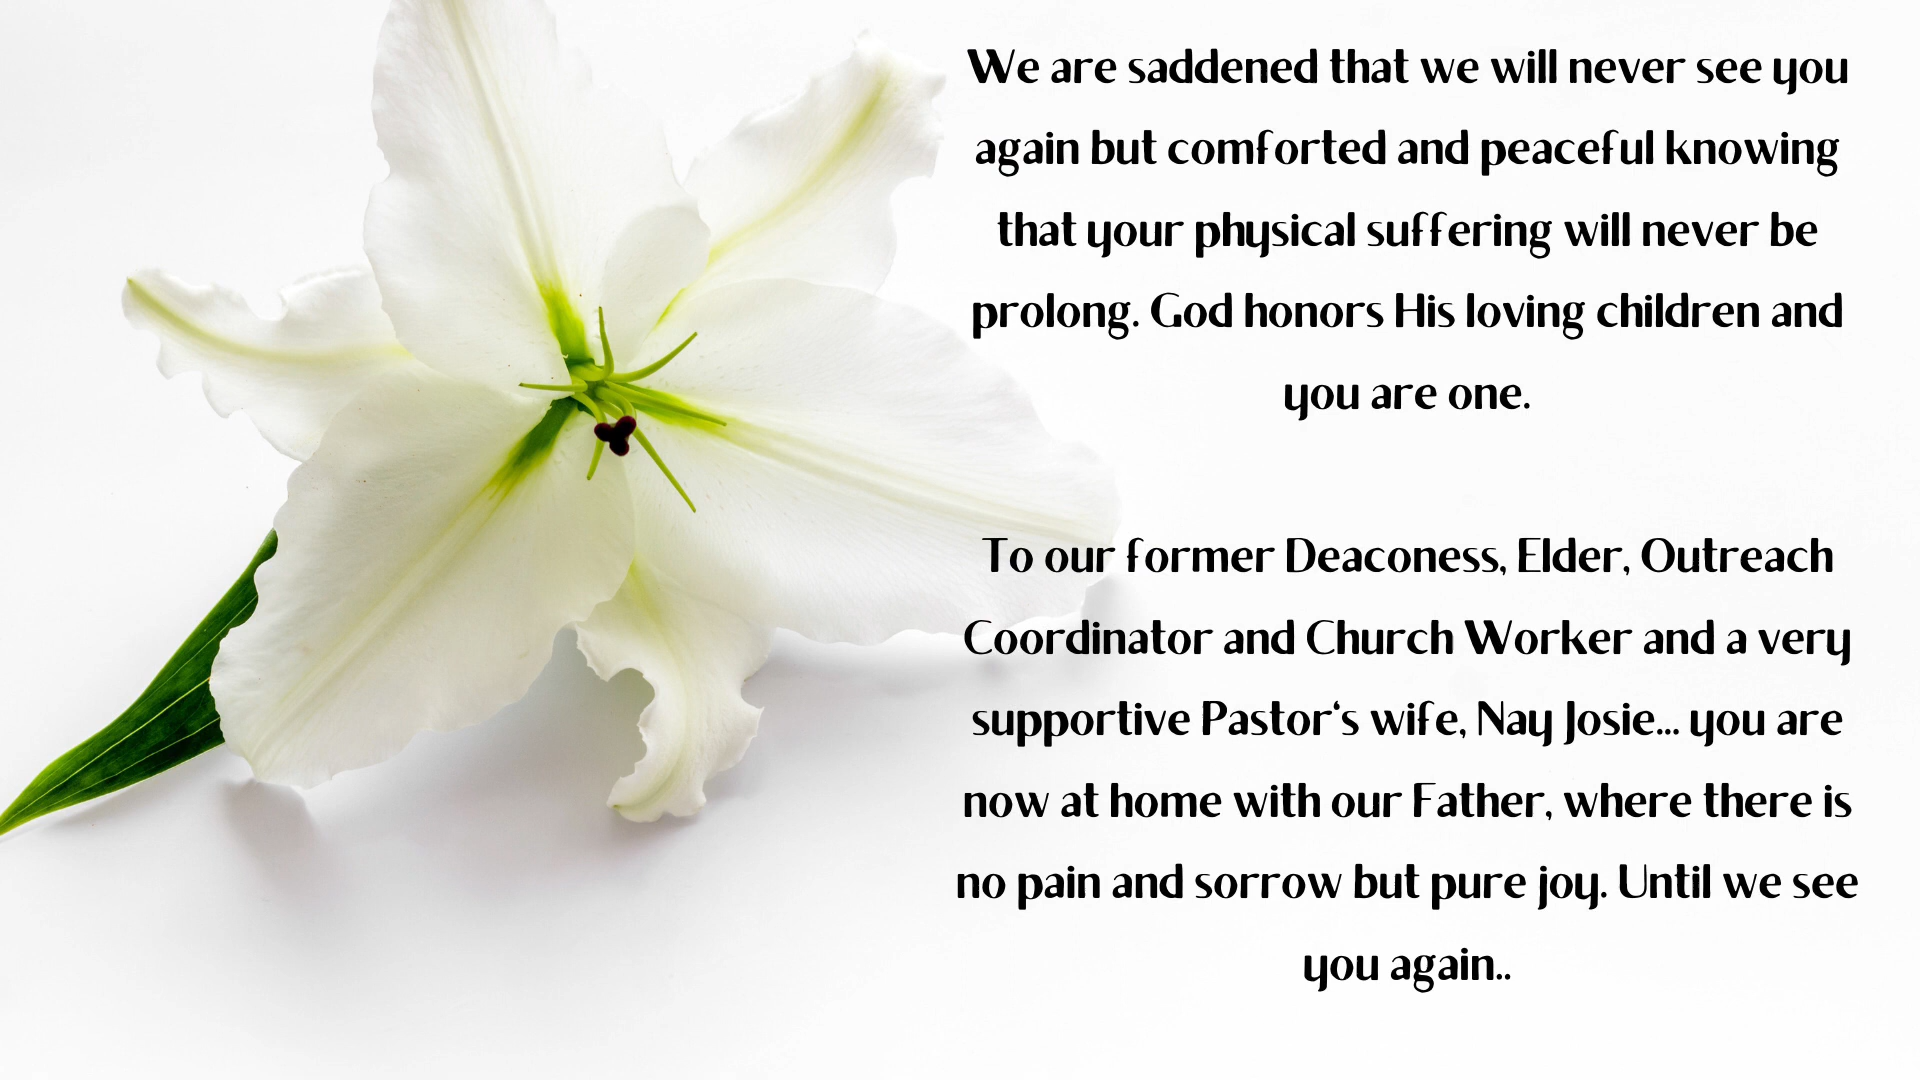 We are saddened that we will never see you
again but comforted and peaceful knowing
that your physical suffering will never be
prolong. God honors His loving children and
you are one.
To our former Deaconess, Elder, Outreach
Coordinator and Church Worker and a very
supportive Pastor‘s wife, Nay Josie... you are
now at home with our Father, where there is
no pain and sorrow but pure joy. Until we see
you again..